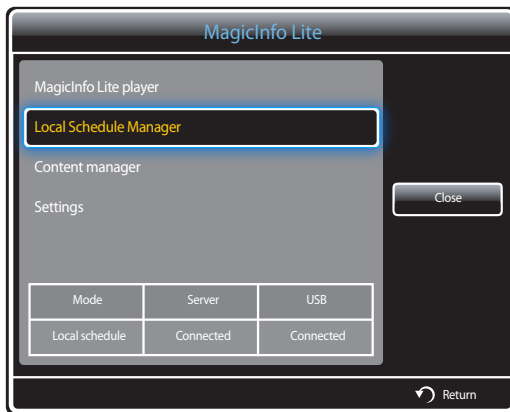 MagicInfo Lite
MagicInfo Lite player
Local Schedule Manager
Content manager
Settings
Close
Mode Server USB
Local schedule Connected Connected
Return